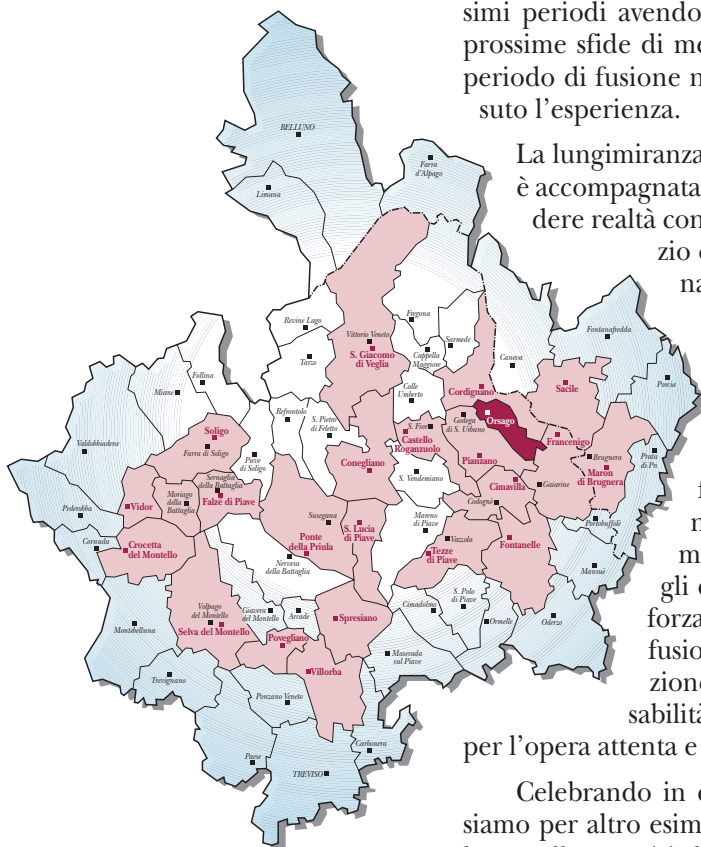 simi periodi avendo
prossime sfide di me
periodo di fusione n
suto l'esperienza.
La lungimiranza
è accompagnata
dere realtà con
zio
na
BELLUNO
Farra
d'Alpago
Limana
Revine Lago
Tarzo
Vittorio Veneto
S. Giacomo
di Veglia
Fregona
Sarmede
Cappella
Maggiore
Caneva
Fontanafredda
Porcia
Follina
Miane
Colle
Umberto
Cordignano
Sacile
Orsago
Refrontolo
S. Pietro
di Feletto
S. Fior
Castello
Roganzuolo
Godega
di S. Urbano
Pianzano
Francenigo
Soligo
Farra di Soligo
Valdobbiadene
Pieve
di Soligo
Conegliano
Brugnera
Maron
di Brugnera
Prata
di Pn
Sernaglia
della Battaglia
Falzè di Piave
Moriago
della
Battaglia
Vidor
S. Vendemiano
Cimavilla
Gaiarine
Codognè
Pederobba
Susegana
Ponte
della Priula
S. Lucia
di Piave
Mareno
di Piave
Vazzola
Tezze
di Piave
Fontanelle
Portobuffolè
Cornuda
Crocetta
del Montello
Nervesa
della Battaglia
Mansuè
Volpago
del Montello
Selva del Montello
Giavera
del Montello
Arcade
Spresiano
Cimadolmo
S. Polo
di Piave
Ormelle
Oderzo
Montebelluna
Povegliano
Villorba
Maserada
sul Piave
Trevignano
Ponzano Veneto
Paese
Carbonera
TREVISO
f
n
m
gli
forza
fusio
zione
sabilità
per l'opera attenta e
Celebrando in
siamo per altro esim